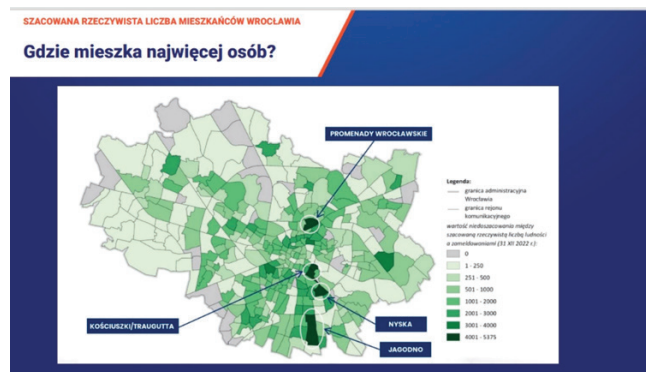 SZACOWANA RZECZYWISTA LICZBA MIESZKAŃCÓW WROCŁAWIA
Gdzie mieszka najwięcej osób?
PROMENADY WROCŁAWSKIE
KOŚCIUSZKI/TRAUGUTTA
NYSKA
JAGODNO
Legenda:
granica administracyjna
Wrocławia
granica rejonu
komunikacyjnego
wartość niedoszacowania między
szacowaną rzeczywistą liczbą ludności
a zameldowaniami (31 XII 2022 r.):
0
1 - 250
251 - 500
501 - 1000
1001 - 2000
2001 - 3000
3001 - 4000
4001 - 5375